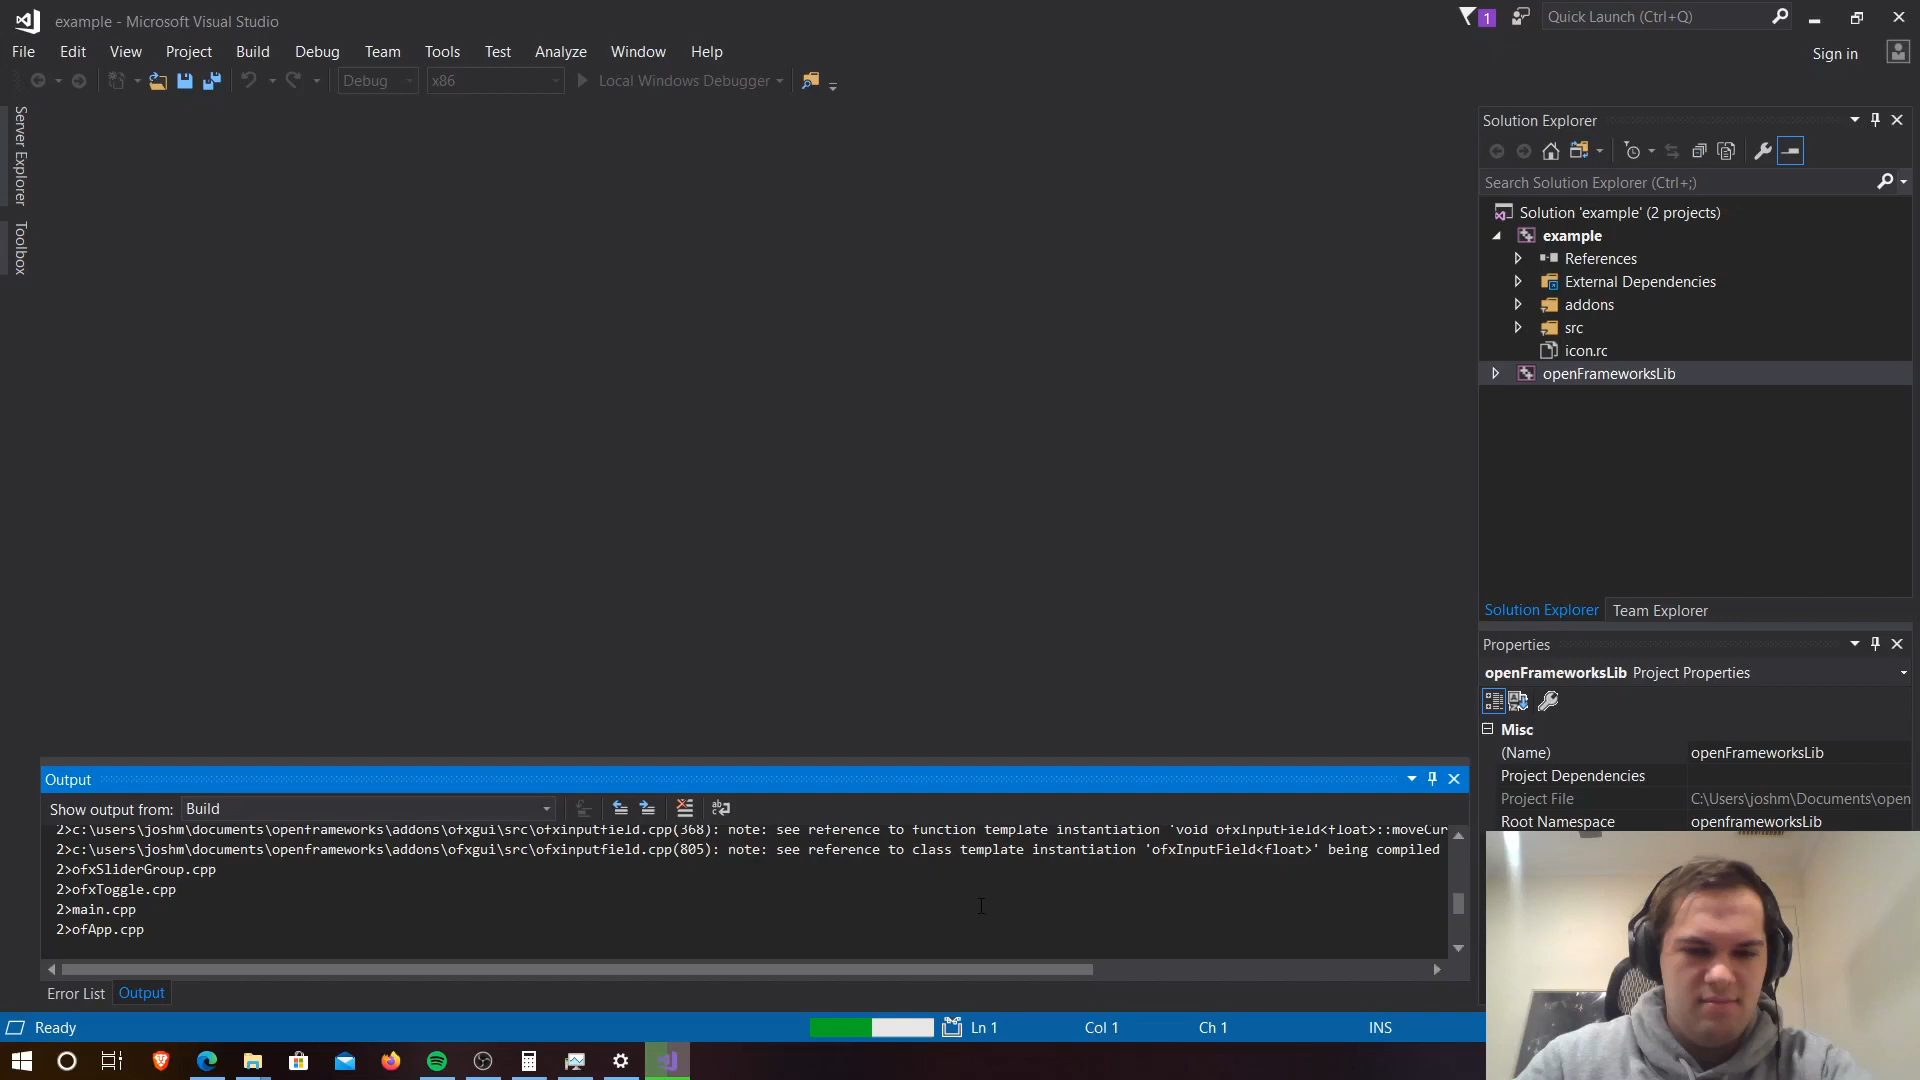 example - Microsoft Visual Studio
1
Quick Launch (Ctrl+Q)
File Edit View Project Build Debug Team Tools Test Analyze Window Help
Sign in
Debug x86 Local Windows Debugger
Server Explorer
Toolbox
Solution Explorer
Search Solution Explorer (Ctrl+;)
Solution 'example' (2 projects)
example
References
External Dependencies
addons
src
icon.rc
openFrameworksLib
Solution Explorer Team Explorer
Properties
openFrameworksLib Project Properties
Misc
(Name) openFrameworksLib
Project Dependencies
Project File C:\Users\joshm\Documents\open
Root Namespace openframeworksLib
Output
Show output from: Build
2>c:\users\joshm\documents\openframeworks\addons\ofxgui\src\ofxinputfield.cpp(368): note: see reference to function template instantiation 'void ofxInputField<float>::moveCur
2>c:\users\joshm\documents\openframeworks\addons\ofxgui\src\ofxinputfield.cpp(805): note: see reference to class template instantiation 'ofxInputField<float>' being compiled
2>ofxSliderGroup.cpp
2>ofxToggle.cpp
2>main.cpp
2>ofApp.cpp
Error List Output
Ready Ln 1 Col 1 Ch 1 INS